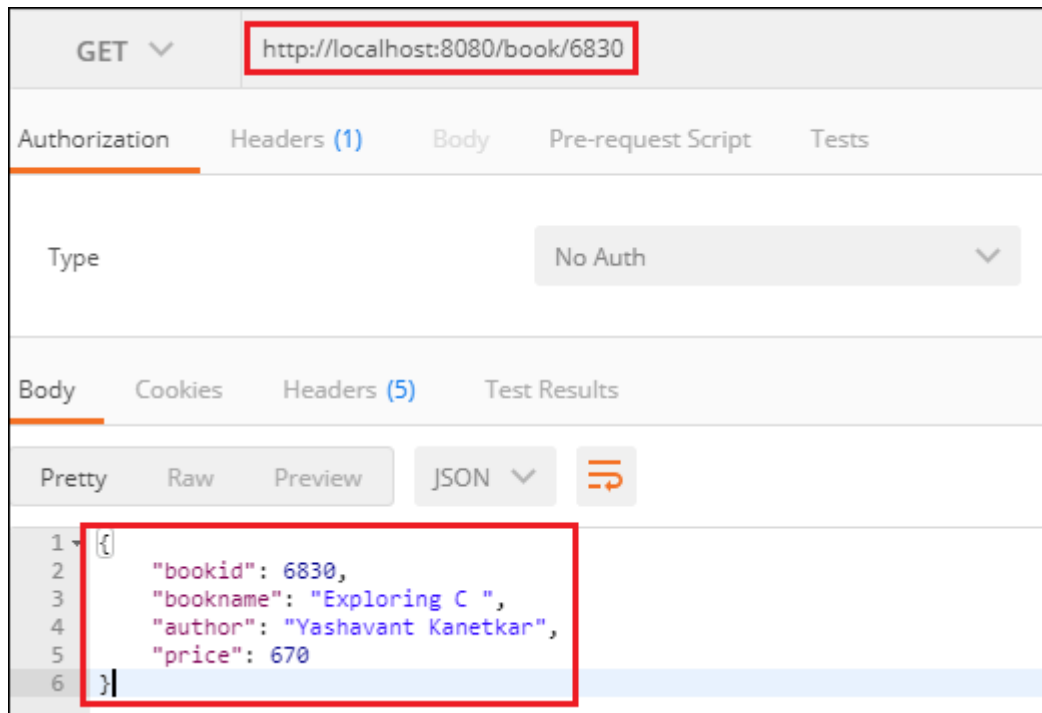 GET http://localhost:8080/book/6830
Authorization Headers (1) Body Pre-request Script Tests
Type No Auth
Body Cookies Headers (5) Test Results
Pretty Raw Preview JSON
1 {
2 "bookid": 6830,
3 "bookname": "Exploring C ",
4 "author": "Yashavant Kanetkar",
5 "price": 670
6 }